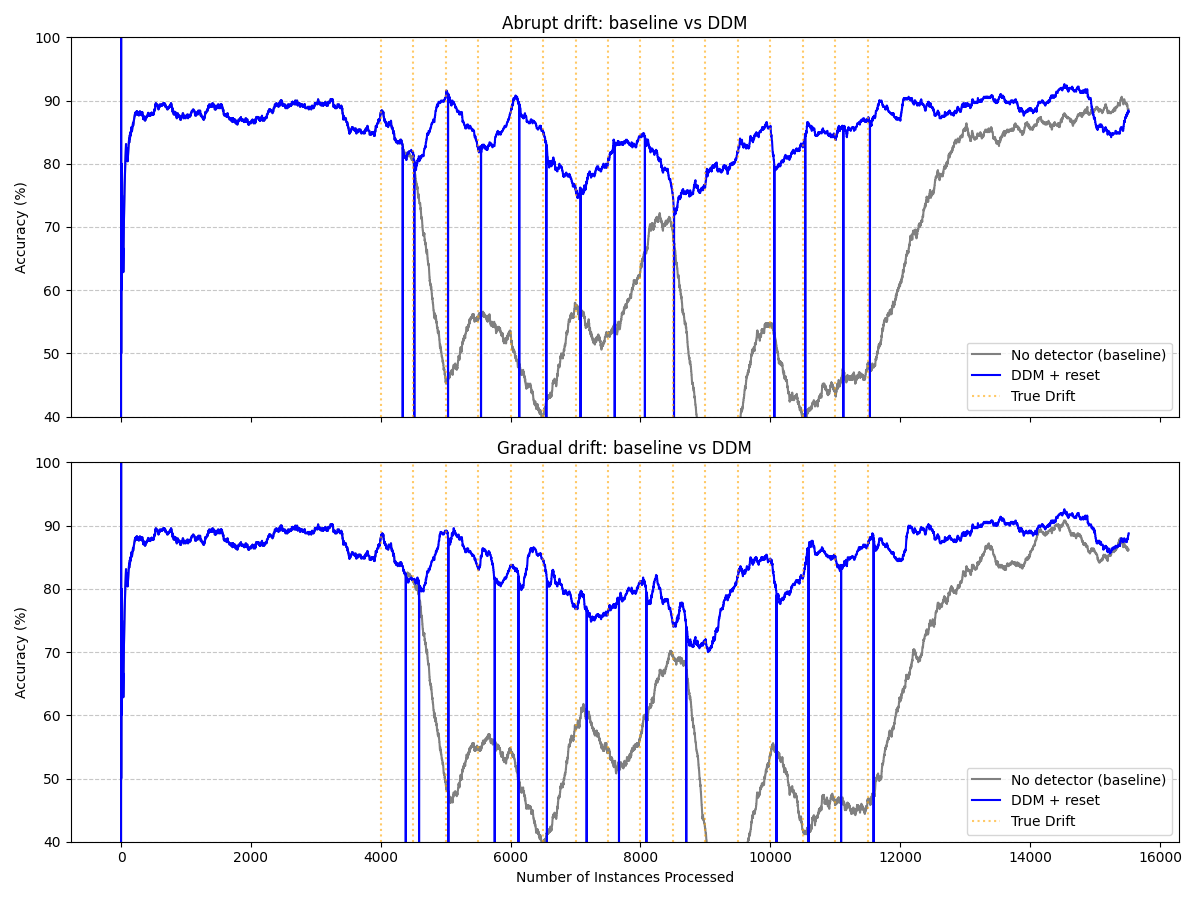 Abrupt drift: baseline vs DDM
100
90
80
70
60
50
40
Accuracy (%)
No detector (baseline)
DDM + reset
True Drift
Gradual drift: baseline vs DDM
100
90
80
70
60
50
40
Accuracy (%)
No detector (baseline)
DDM + reset
True Drift
0 2000 4000 6000 8000 10000 12000 14000 16000
Number of Instances Processed